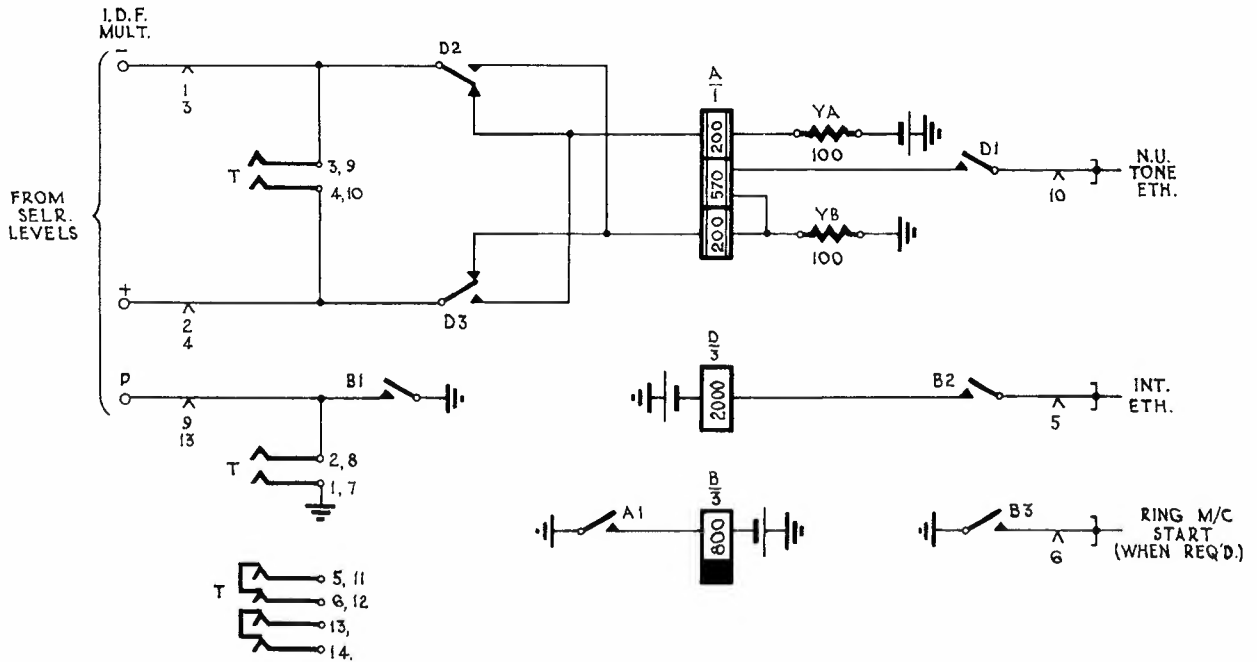 I.D.F.
MULT.
−
D2
1
3
A
1
200
YA
100
D1
10
N.U.
TONE
ETH.
T
3, 9
4, 10
570
FROM
SELR.
LEVELS
200
YB
100
+
2
4
D3
P
9
13
B1
D
3
2000
B2
5
INT.
ETH.
T
2, 8
1, 7
A1
B
3
800
B3
6
RING M/C
START
(WHEN REQ'D.)
T
5, 11
6, 12
13,
14.